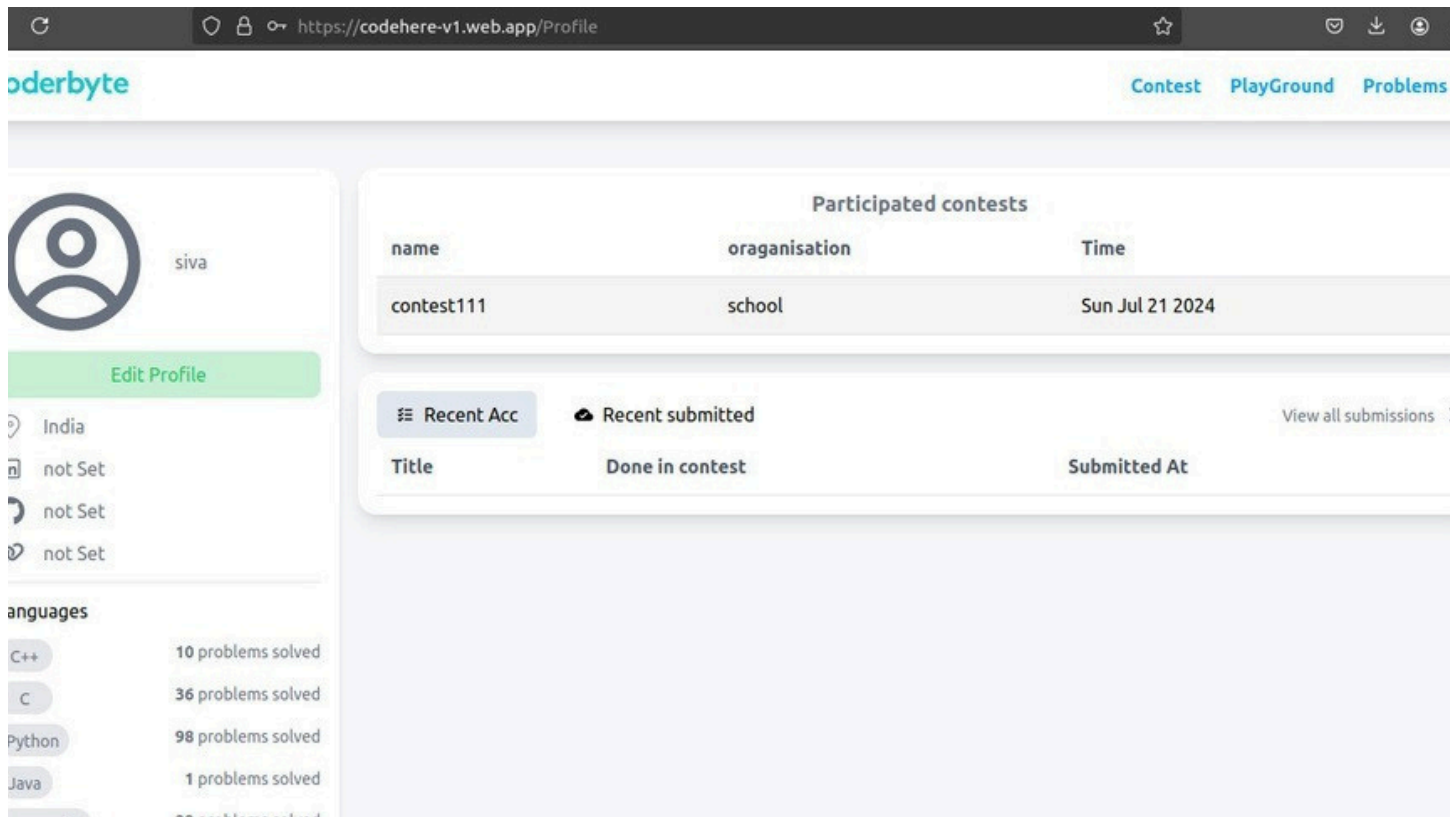 https://codehere-v1.web.app/Profile
oderbyte
Contest PlayGround Problems
siva
Edit Profile
India
not Set
not Set
not Set
anguages
C++ 10 problems solved
C 36 problems solved
Python 98 problems solved
Java 1 problems solved
Participated contests
name oraganisation Time
contest111 school Sun Jul 21 2024
Recent Acc Recent submitted View all submissions
Title Done in contest Submitted At